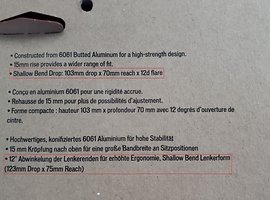 • Constructed from 6061 Butted Aluminum for a high-strength design.
• 15mm rise provides a wider range of fit.
• Shallow Bend Drop: 103mm drop x 70mm reach x 12d flare
• Conçu en aluminium 6061 pour une rigidité accrue.
• Rehausse de 15 mm pour plus de possibilités d'ajustement.
• Forme compacte : hauteur 103 mm x profondeur 70 mm avec 12 degrés d'ouverture de
cintre.
• Hochwertiges, konifiziertes 6061 Aluminium für hohe Stabilität
• 15 mm Kröpfung nach oben für eine große Bandbreite an Sitzpositionen
• 12° Abwinkelung der Lenkerenden für erhöhte Ergonomie, Shallow Bend Lenkerform
(123mm Drop x 75mm Reach)